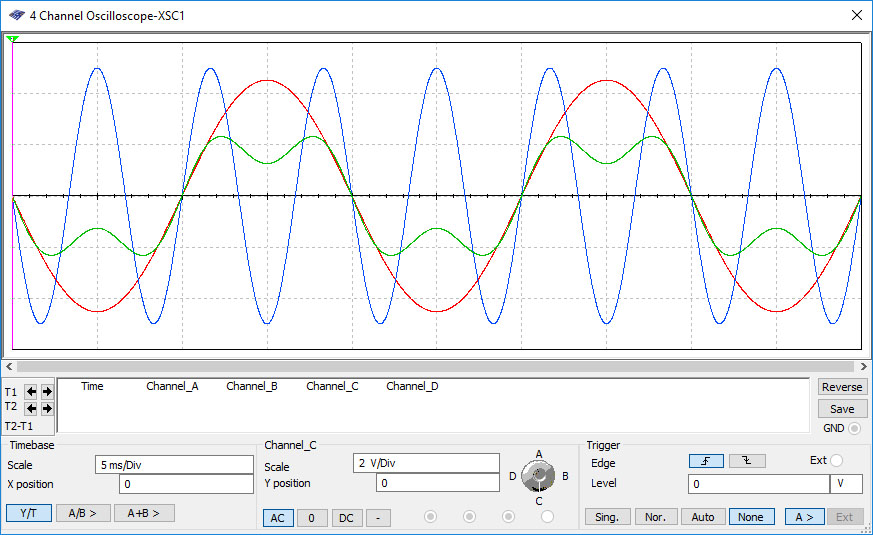 4 Channel Oscilloscope-XSC1
Time Channel_A Channel_B Channel_C Channel_D
T1
T2
T2-T1
Reverse
Save
GND
Timebase
Scale 5 ms/Div
X position 0
Y/T A/B > A+B >
Channel_C
Scale 2 V/Div
Y position 0
AC 0 DC -
A
D B
C
Trigger
Edge Ext
Level 0 V
Sing. Nor. Auto None A > Ext